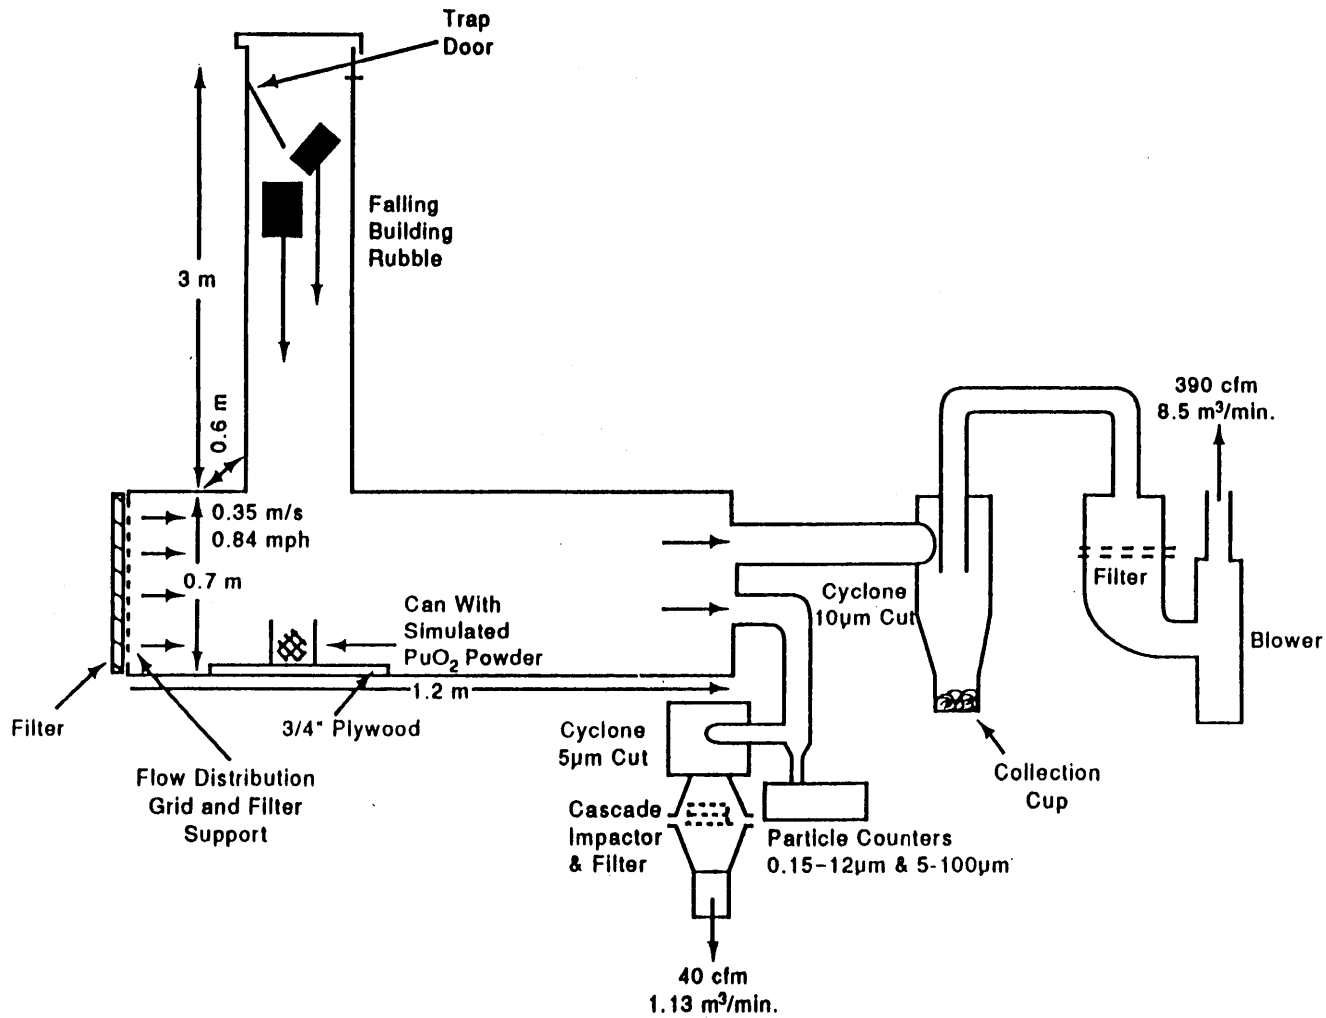 Trap
Door
Falling
Building
Rubble
3 m
0.6 m
390 cfm
8.5 m³/min.
0.35 m/s
0.84 mph
0.7 m
Can With
Simulated
PuO₂ Powder
Cyclone
10μm Cut
Filter
Blower
1.2 m
Filter
3/4" Plywood
Cyclone
5μm Cut
Flow Distribution
Grid and Filter
Support
Collection
Cup
Cascade
Impactor
& Filter
Particle Counters
0.15-12μm & 5-100μm
40 cfm
1.13 m³/min.